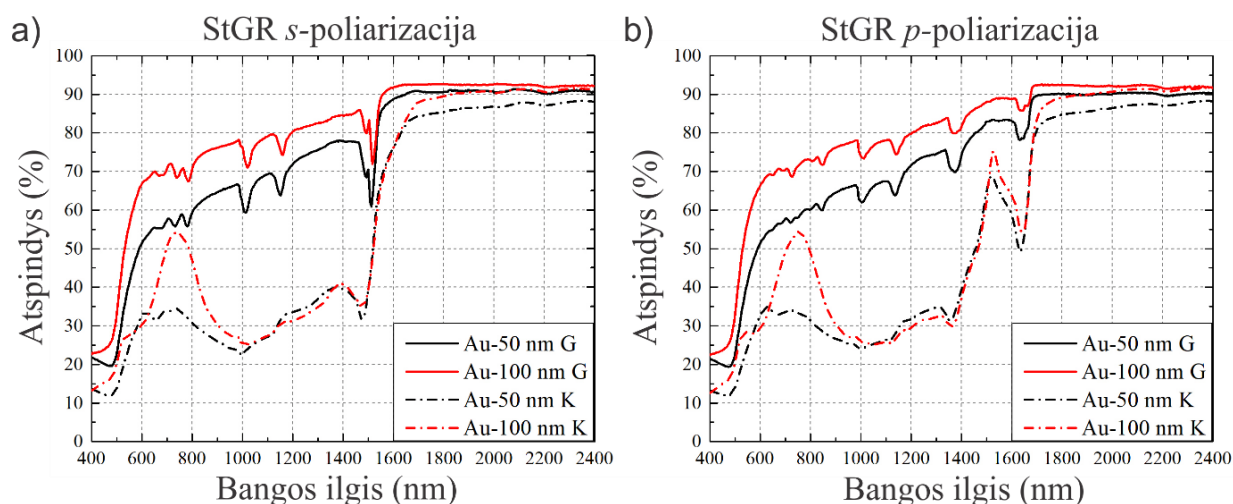 a)
StGR s-poliarizacija
Atspindys (%)
100
90
80
70
60
50
40
30
20
10
0
400 600 800 1000 1200 1400 1600 1800 2000 2200 2400
Bangos ilgis (nm)
Au-50 nm G
Au-100 nm G
Au-50 nm K
Au-100 nm K
b)
StGR p-poliarizacija
Atspindys (%)
100
90
80
70
60
50
40
30
20
10
0
400 600 800 1000 1200 1400 1600 1800 2000 2200 2400
Bangos ilgis (nm)
Au-50 nm G
Au-100 nm G
Au-50 nm K
Au-100 nm K